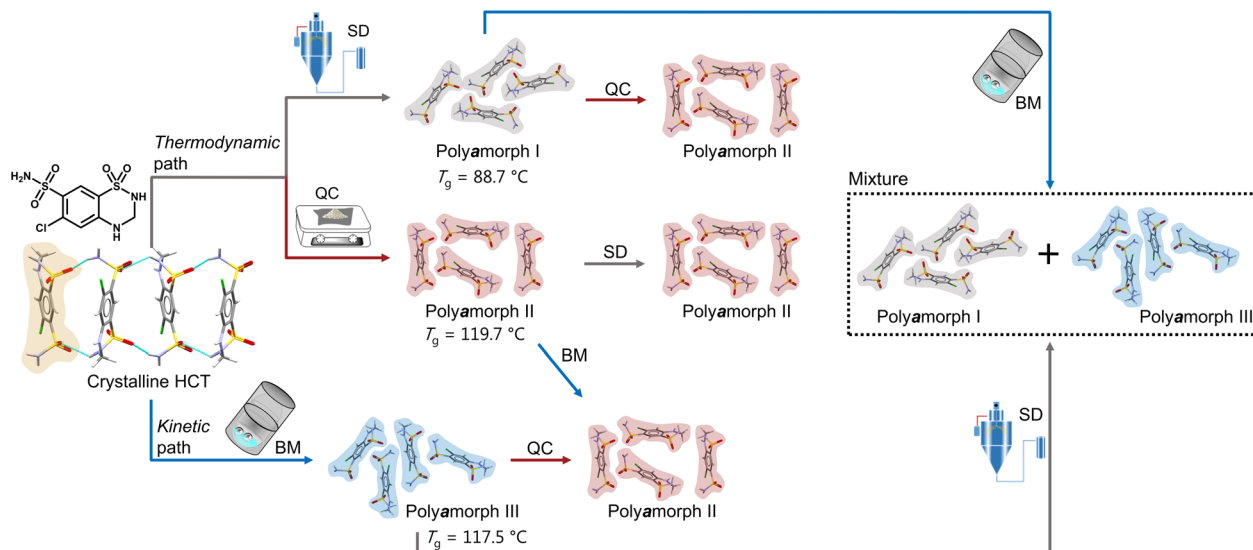 SD
BM
Thermodynamic
path
QC
Polyamorph I
Tg = 88.7 °C
QC
Polyamorph II
Mixture
O O
O
H2N
S
S
O
NH
Cl
N
H
Crystalline HCT
Polyamorph II
Tg = 119.7 °C
SD
Polyamorph II
BM
+
Polyamorph I
Polyamorph III
Kinetic
path
BM
Polyamorph III
Tg = 117.5 °C
QC
Polyamorph II
SD